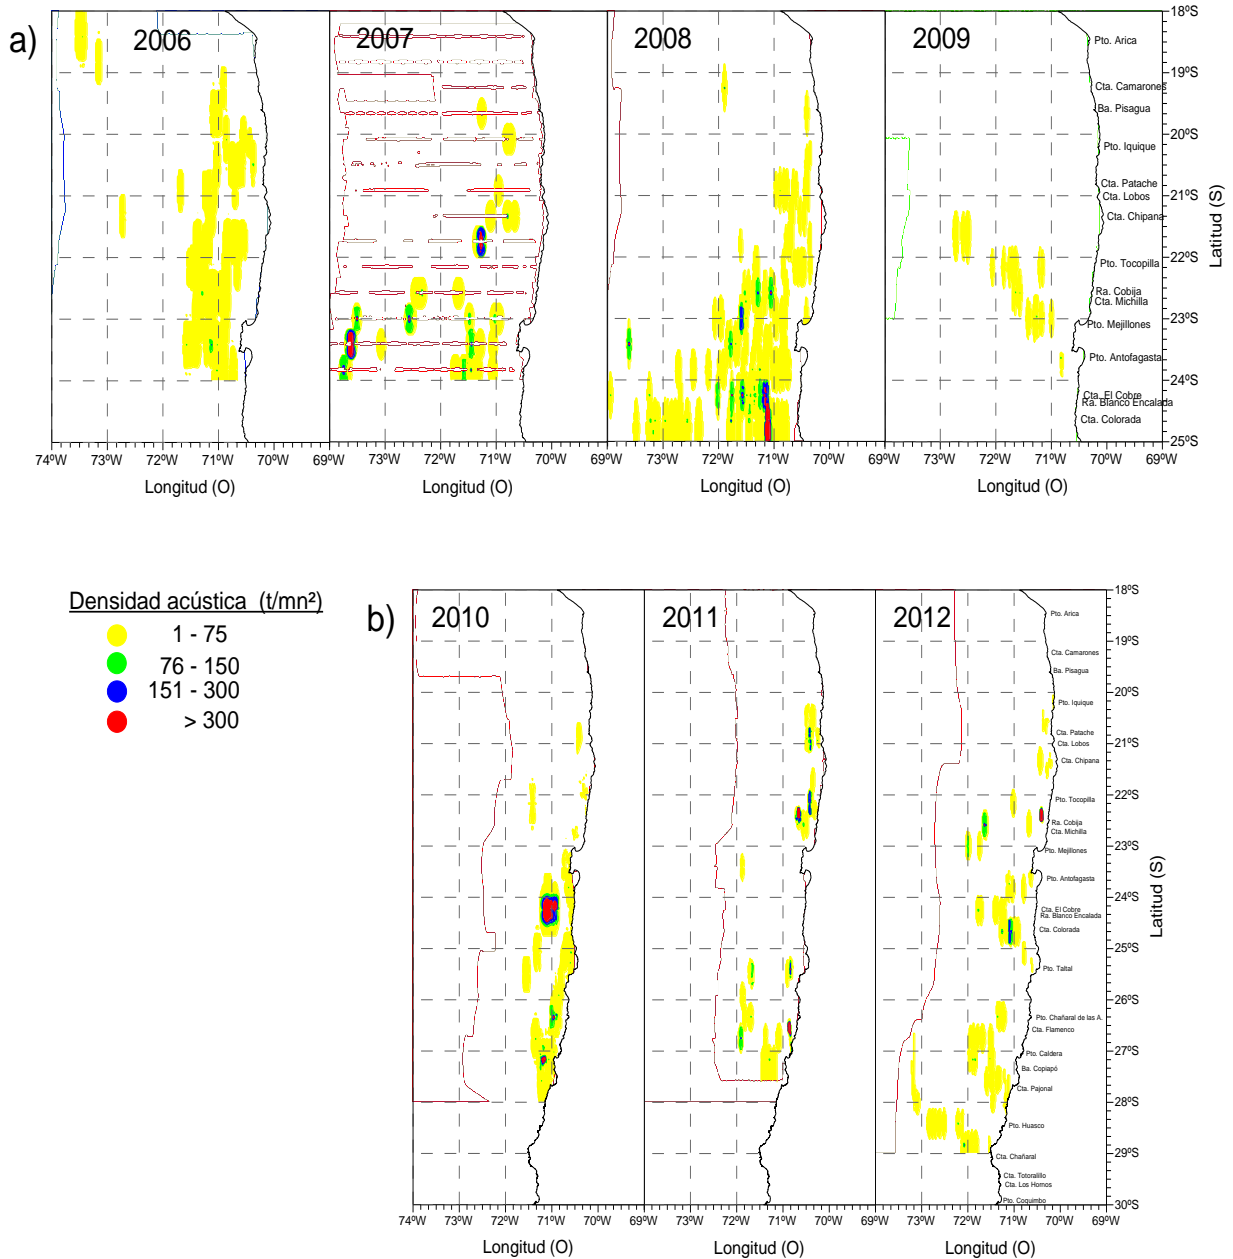 a)
2006
2007
2008
2009
18ºS
19ºS
20ºS
21ºS
22ºS
23ºS
24ºS
25ºS
Pto. Arica
Cta. Camarones
Ba. Pisagua
Pto. Iquique
Cta. Patache
Cta. Lobos
Cta. Chipana
Pto. Tocopilla
Ra. Cobija
Cta. Michilla
Pto. Mejillones
Pto. Antofagasta
Cta. El Cobre
Ra. Blanco Encalada
Cta. Colorada
Latitud (S)
74ºW 73ºW 72ºW 71ºW 70ºW 69ºW 73ºW 72ºW 71ºW 70ºW 69ºW 73ºW 72ºW 71ºW 70ºW 69ºW 73ºW 72ºW 71ºW 70ºW 69ºW
Longitud (O) Longitud (O) Longitud (O) Longitud (O)
Densidad acústica (t/mn²)
1 - 75
76 - 150
151 - 300
> 300
b)
2010
2011
2012
18ºS
19ºS
20ºS
21ºS
22ºS
23ºS
24ºS
25ºS
26ºS
27ºS
28ºS
29ºS
30ºS
Pto. Arica
Cta. Camarones
Ba. Pisagua
Pto. Iquique
Cta. Patache
Cta. Lobos
Cta. Chipana
Pto. Tocopilla
Ra. Cobija
Cta. Michilla
Pto. Mejillones
Pto. Antofagasta
Cta. El Cobre
Ra. Blanco Encalada
Cta. Colorada
Pto. Taltal
Pto. Chañaral de las A.
Cta. Flamenco
Pto. Caldera
Ba. Copiapó
Cta. Pajonal
Pto. Huasco
Cta. Chañaral
Cta. Totoralillo
Cta. Los Hornos
Pto. Coquimbo
Latitud (S)
74ºW 73ºW 72ºW 71ºW 70ºW 69ºW 73ºW 72ºW 71ºW 70ºW 69ºW 73ºW 72ºW 71ºW 70ºW 69ºW
Longitud (O) Longitud (O) Longitud (O)